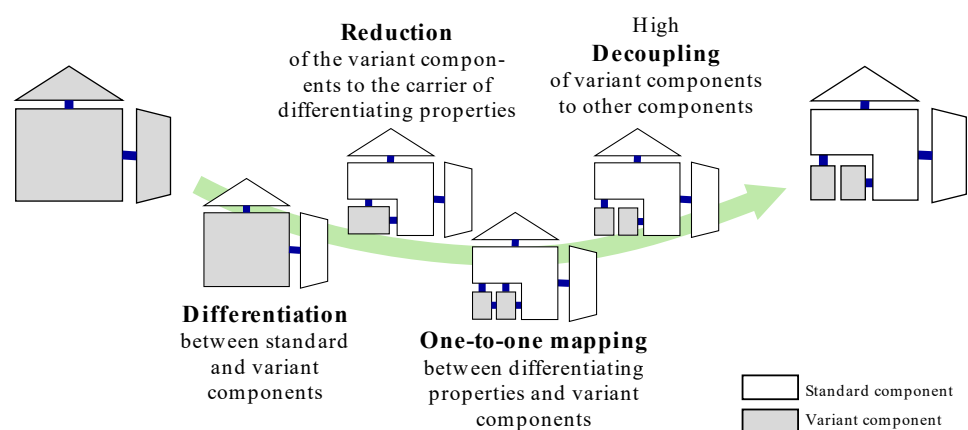 Reduction
of the variant compon-
ents to the carrier of
differentiating properties
High
Decoupling
of variant components
to other components
Differentiation
between standard
and variant
components
One-to-one mapping
between differentiating
properties and variant
components
Standard component
Variant component